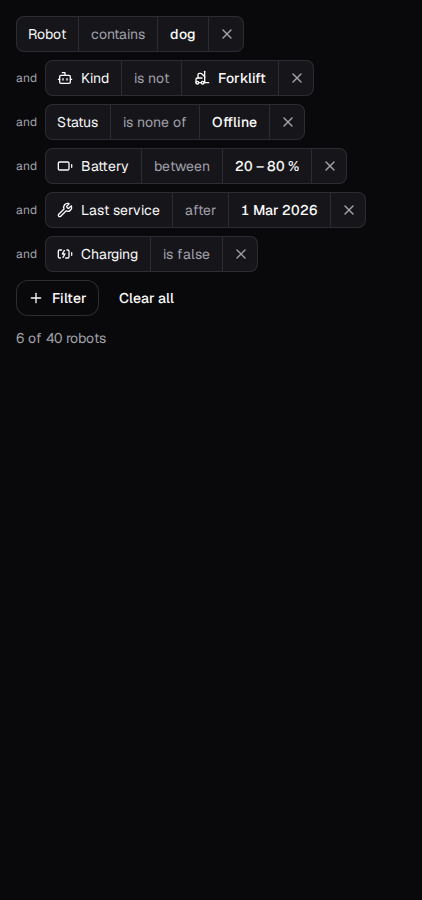 Robot contains dog
and Kind is not Forklift
and Status is none of Offline
and Battery between 20 – 80 %
and Last service after 1 Mar 2026
and Charging is false
Filter Clear all
6 of 40 robots